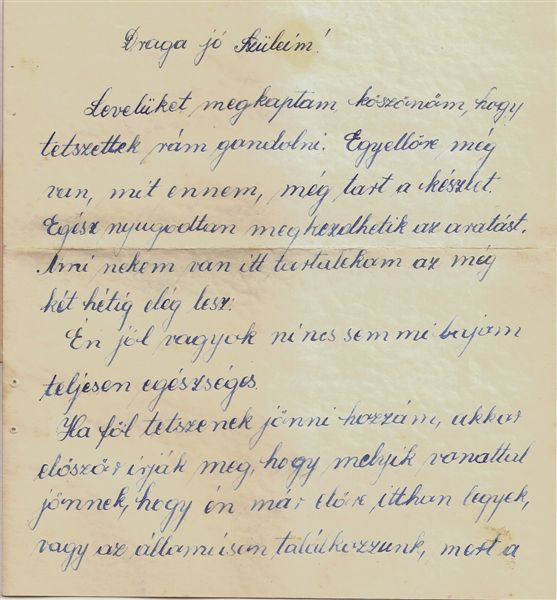 Draga jó Szüleim!
Levelüket megkaptam köszönöm, hogy
tetszettek rám gondolni. Egyellőre még
van, mit ennem, még tart a készlet.
Egész nyugodtan megkezdhetik az aratást.
Ami nekem van itt tartalékom az még
két hétig elég lesz.
Én jól vagyok nincs semmi bajom
teljesen egészséges.
Ha föl tetszenek jönni hozzám, akkor
először irják meg, hogy melyik vonattal
jönnek, hogy én már előre itthon legyek,
vagy az állomáson találkozzunk, mert a